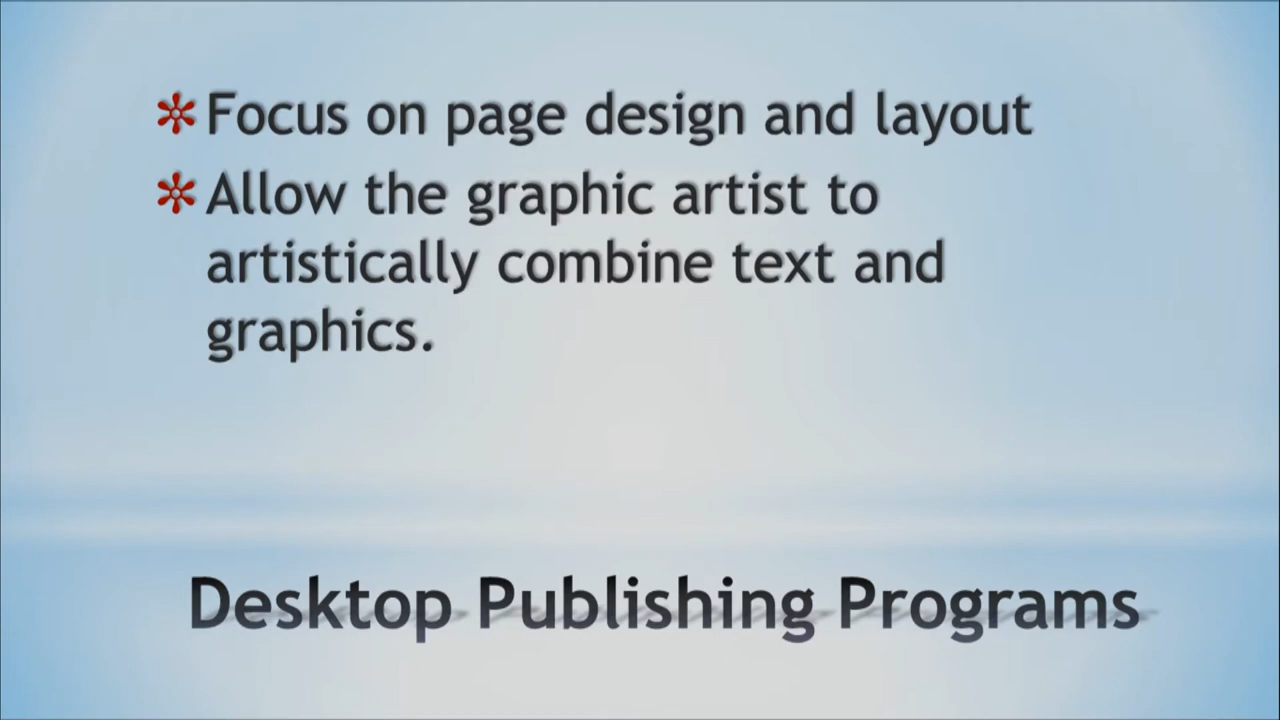 Focus on page design and layout
Allow the graphic artist to
artistically combine text and
graphics.
Desktop Publishing Programs